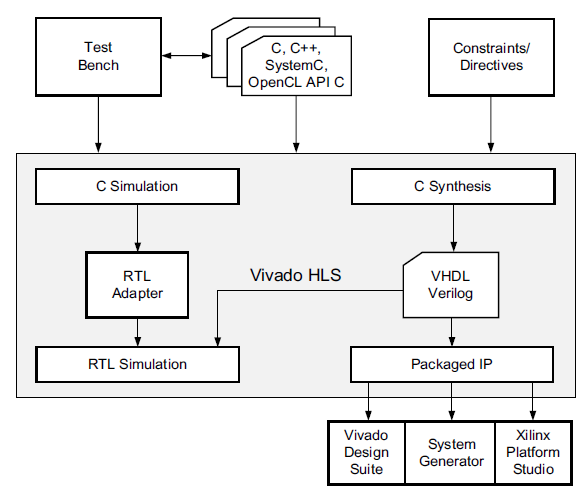 Test
Bench
C, C++,
SystemC,
OpenCL API C
Constraints/
Directives
C Simulation
C Synthesis
RTL
Adapter
Vivado HLS
VHDL
Verilog
RTL Simulation
Packaged IP
Vivado
Design
Suite
System
Generator
Xilinx
Platform
Studio